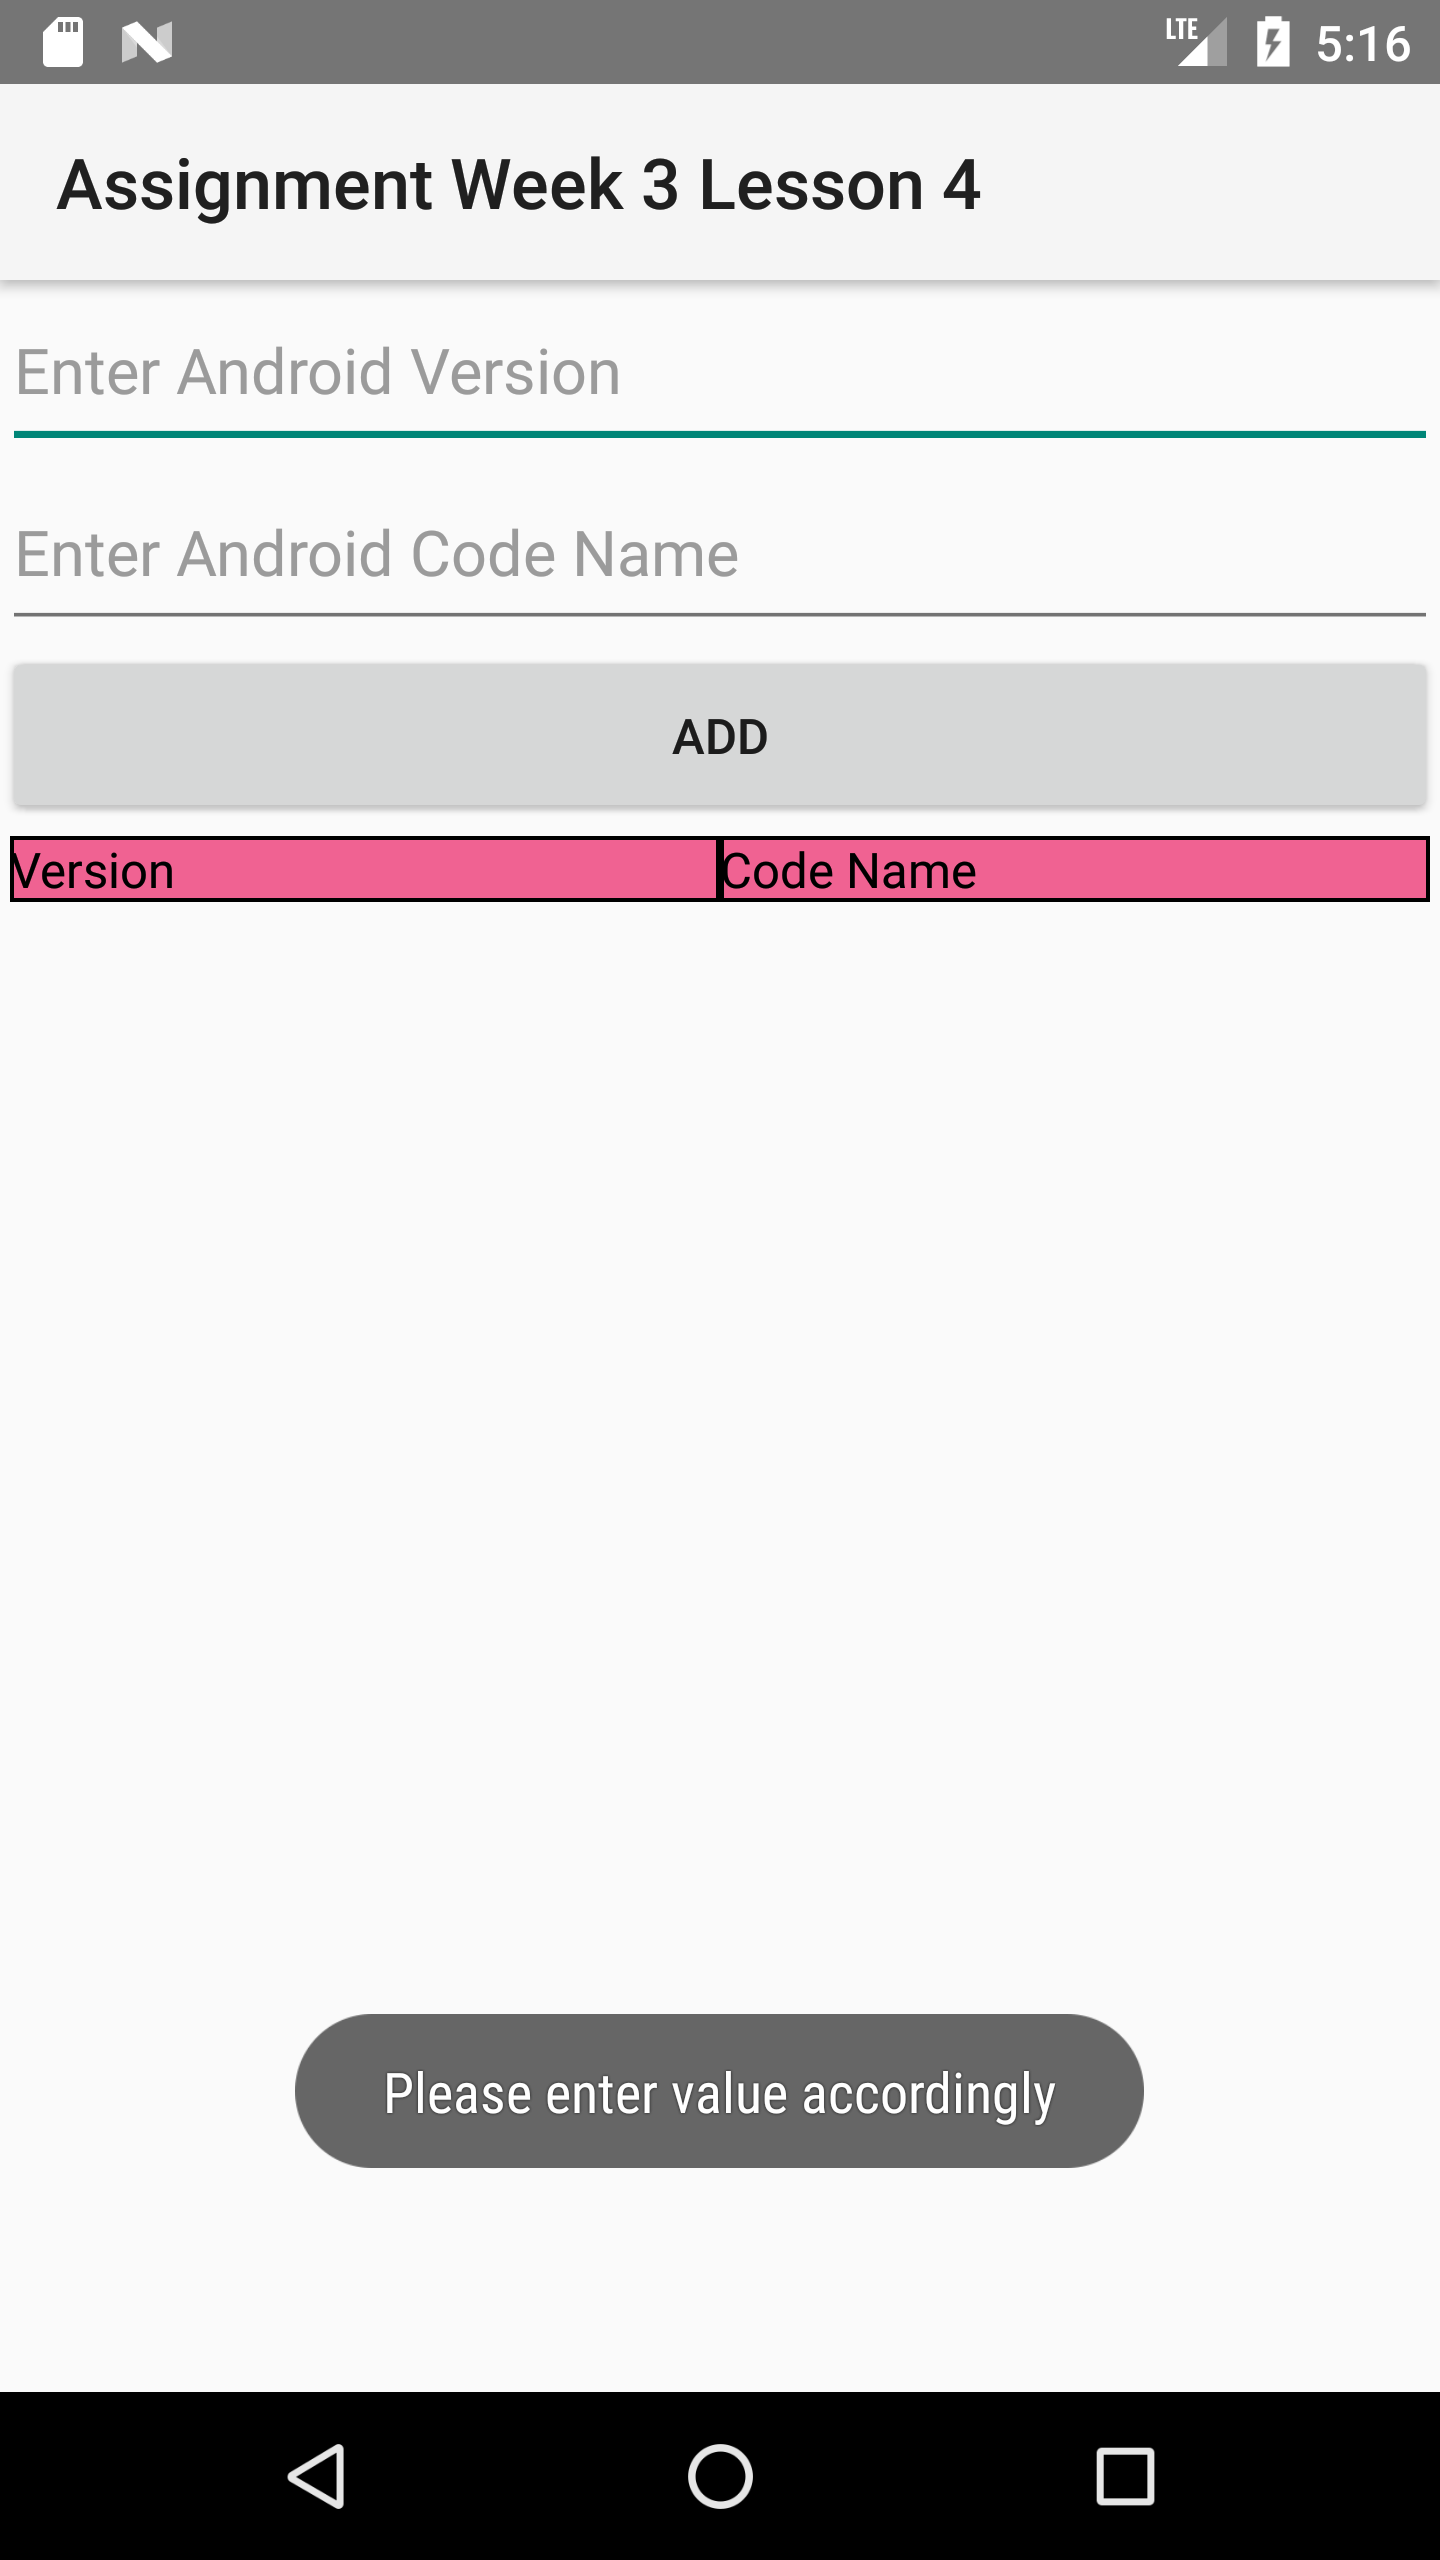 LTE 5:16
Assignment Week 3 Lesson 4
Enter Android Version
Enter Android Code Name
ADD
Version Code Name
Please enter value accordingly